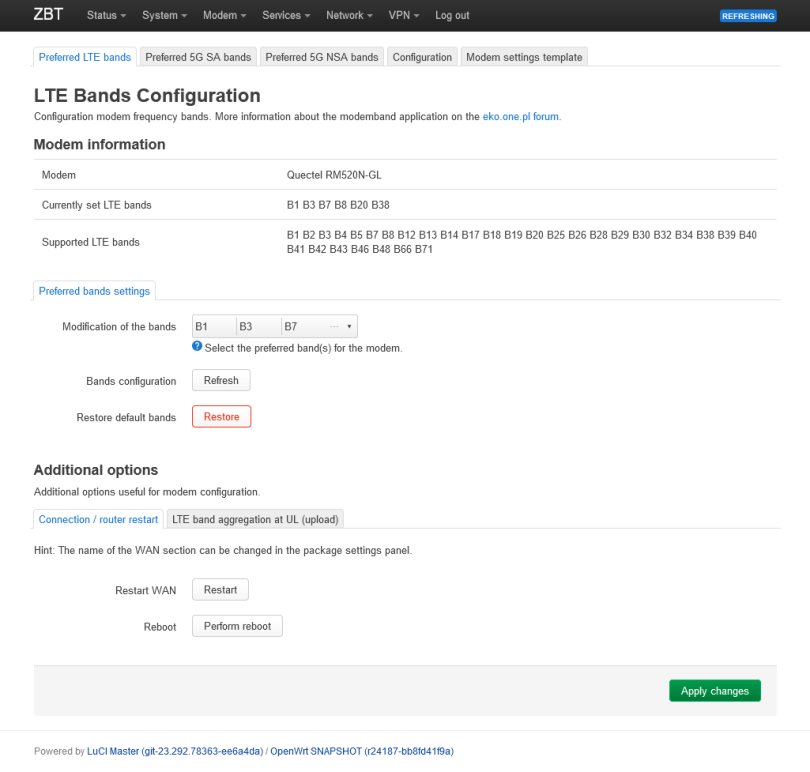 ZBT Status System Modem Services Network VPN Log out REFRESHING
Preferred LTE bands Preferred 5G SA bands Preferred 5G NSA bands Configuration Modem settings template
LTE Bands Configuration
Configuration modem frequency bands. More information about the modemband application on the eko.one.pl forum.
Modem information
Modem Quectel RM520N-GL
Currently set LTE bands B1 B3 B7 B8 B20 B38
Supported LTE bands B1 B2 B3 B4 B5 B7 B8 B12 B13 B14 B17 B18 B19 B20 B25 B26 B28 B29 B30 B32 B34 B38 B39 B40
B41 B42 B43 B46 B48 B66 B71
Preferred bands settings
Modification of the bands B1 B3 B7 ···
? Select the preferred band(s) for the modem.
Bands configuration Refresh
Restore default bands Restore
Additional options
Additional options useful for modem configuration.
Connection / router restart LTE band aggregation at UL (upload)
Hint: The name of the WAN section can be changed in the package settings panel.
Restart WAN Restart
Reboot Perform reboot
Apply changes
Powered by LuCI Master (git-23.292.78363-ee6a4da) / OpenWrt SNAPSHOT (r24187-bb8fd41f9a)